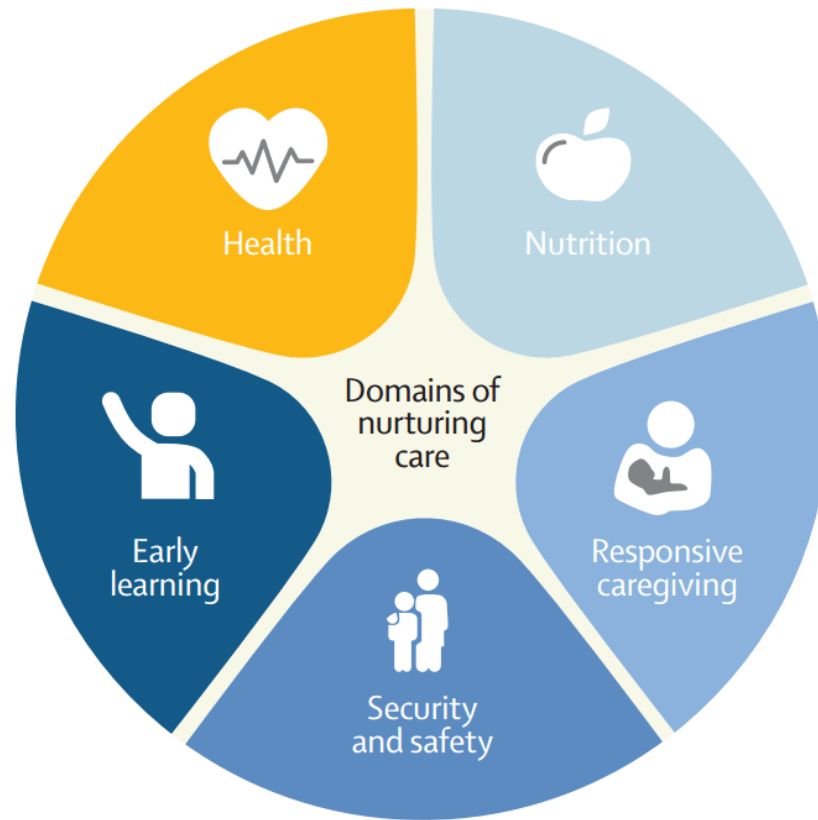 Health
Nutrition
Domains of
nurturing
care
Early
learning
Responsive
caregiving
Security
and safety